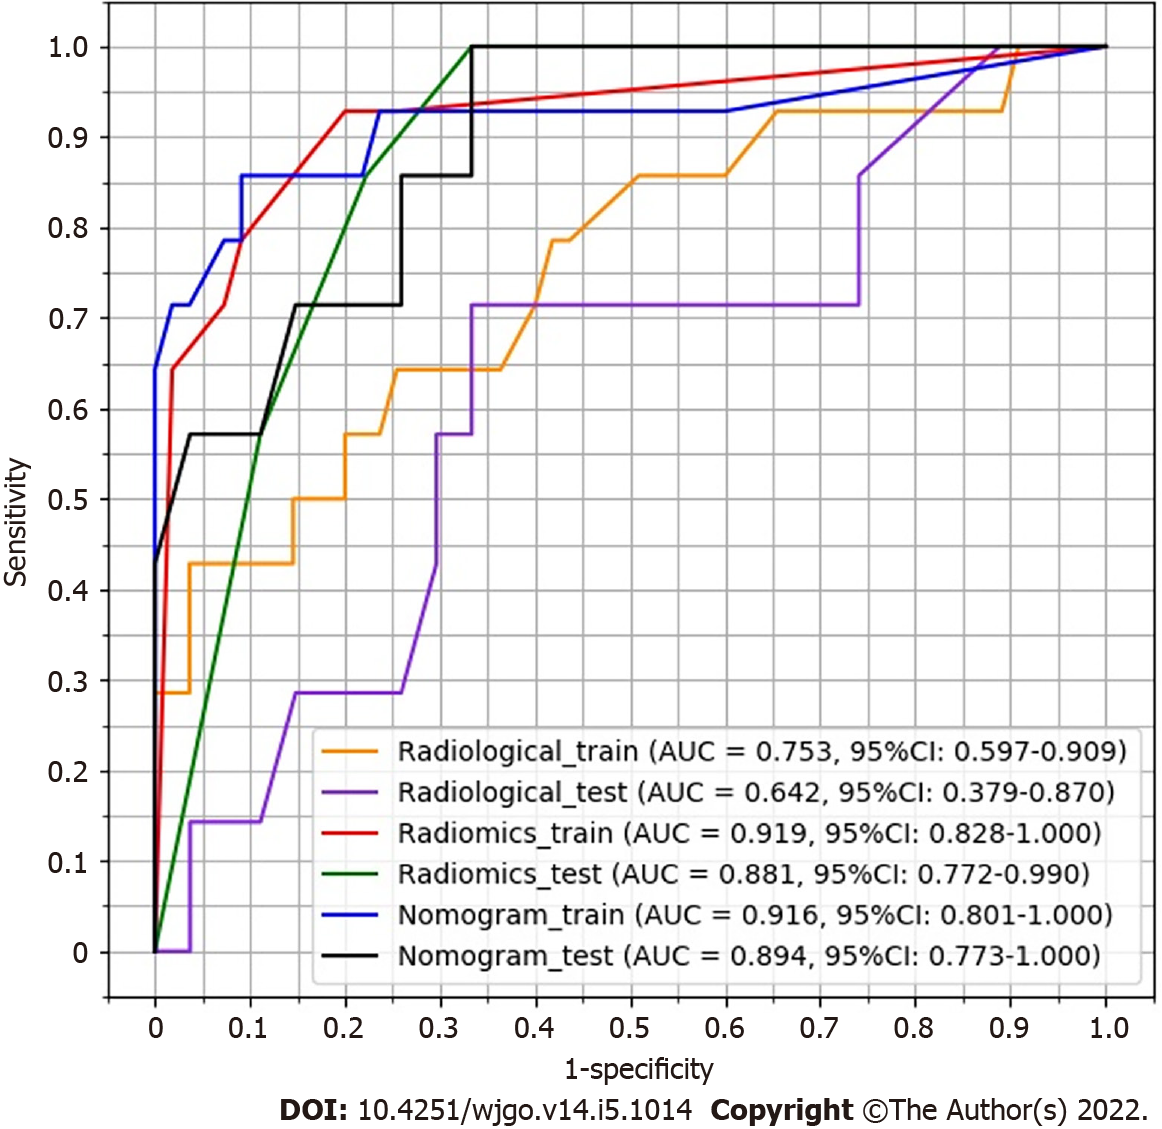 1.0
0.9
0.8
0.7
0.6
0.5
0.4
0.3
0.2
0.1
0
Sensitivity
Radiological_train (AUC = 0.753, 95%CI: 0.597-0.909)
Radiological_test (AUC = 0.642, 95%CI: 0.379-0.870)
Radiomics_train (AUC = 0.919, 95%CI: 0.828-1.000)
Radiomics_test (AUC = 0.881, 95%CI: 0.772-0.990)
Nomogram_train (AUC = 0.916, 95%CI: 0.801-1.000)
Nomogram_test (AUC = 0.894, 95%CI: 0.773-1.000)
0 0.1 0.2 0.3 0.4 0.5 0.6 0.7 0.8 0.9 1.0
1-specificity
DOI: 10.4251/wjgo.v14.i5.1014 Copyright ©The Author(s) 2022.